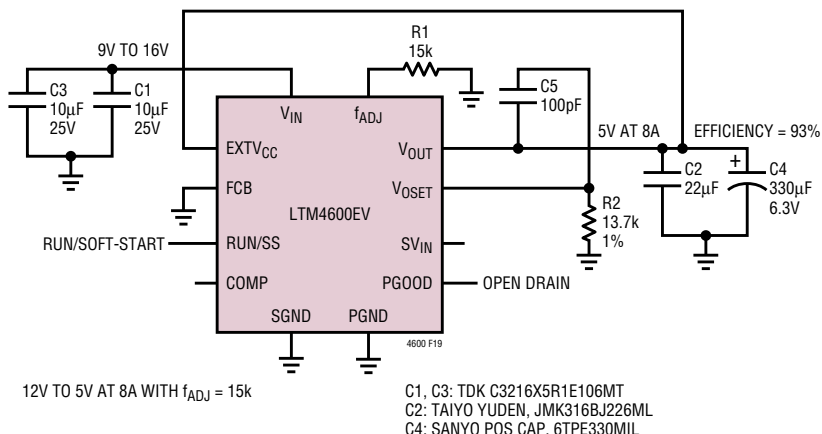 R1
15k
9V TO 16V
C3
10µF
25V
C1
10µF
25V
C5
100pF
VIN
fADJ
EXTVCC
VOUT
5V AT 8A
EFFICIENCY = 93%
FCB
VOSET
+
C2
22µF
C4
330µF
6.3V
LTM4600EV
R2
13.7k
1%
RUN/SOFT-START
RUN/SS
SVIN
COMP
PGOOD
OPEN DRAIN
SGND
PGND
4600 F19
12V TO 5V AT 8A WITH fADJ = 15k
C1, C3: TDK C3216X5R1E106MT
C2: TAIYO YUDEN, JMK316BJ226ML
C4: SANYO POS CAP, 6TPE330MIL